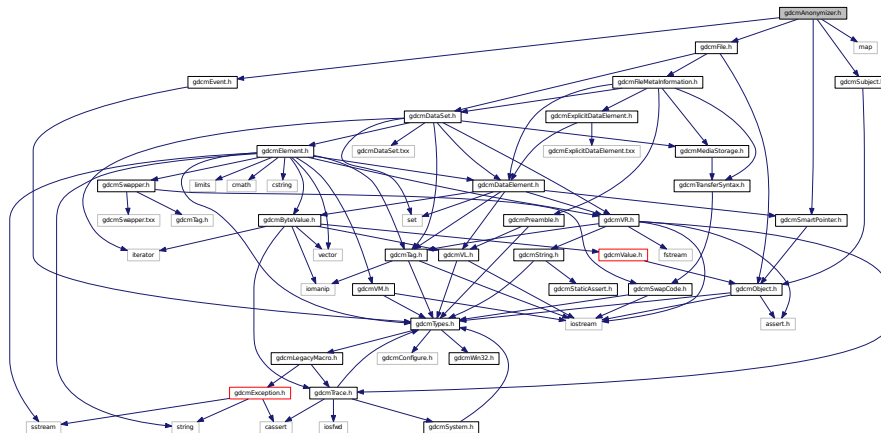 gdcmAnonymizer.h
gdcmFile.h
map
gdcmEvent.h
gdcmFileMetaInformation.h
gdcmSubject.h
gdcmDataSet.h
gdcmExplicitDataElement.h
gdcmElement.h
gdcmDataSet.txx
gdcmExplicitDataElement.txx
gdcmMediaStorage.h
gdcmSwapper.h
limits
cmath
cstring
gdcmDataElement.h
gdcmTransferSyntax.h
gdcmSwapper.txx
gdcmTag.h
gdcmByteValue.h
set
gdcmPreamble.h
gdcmVR.h
gdcmSmartPointer.h
iterator
vector
gdcmTag.h
gdcmVL.h
gdcmString.h
gdcmValue.h
fstream
iomanip
gdcmVM.h
gdcmStaticAssert.h
gdcmSwapCode.h
gdcmObject.h
gdcmTypes.h
iostream
assert.h
gdcmLegacyMacro.h
gdcmConfigure.h
gdcmWin32.h
gdcmException.h
gdcmTrace.h
sstream
string
cassert
iosfwd
gdcmSystem.h